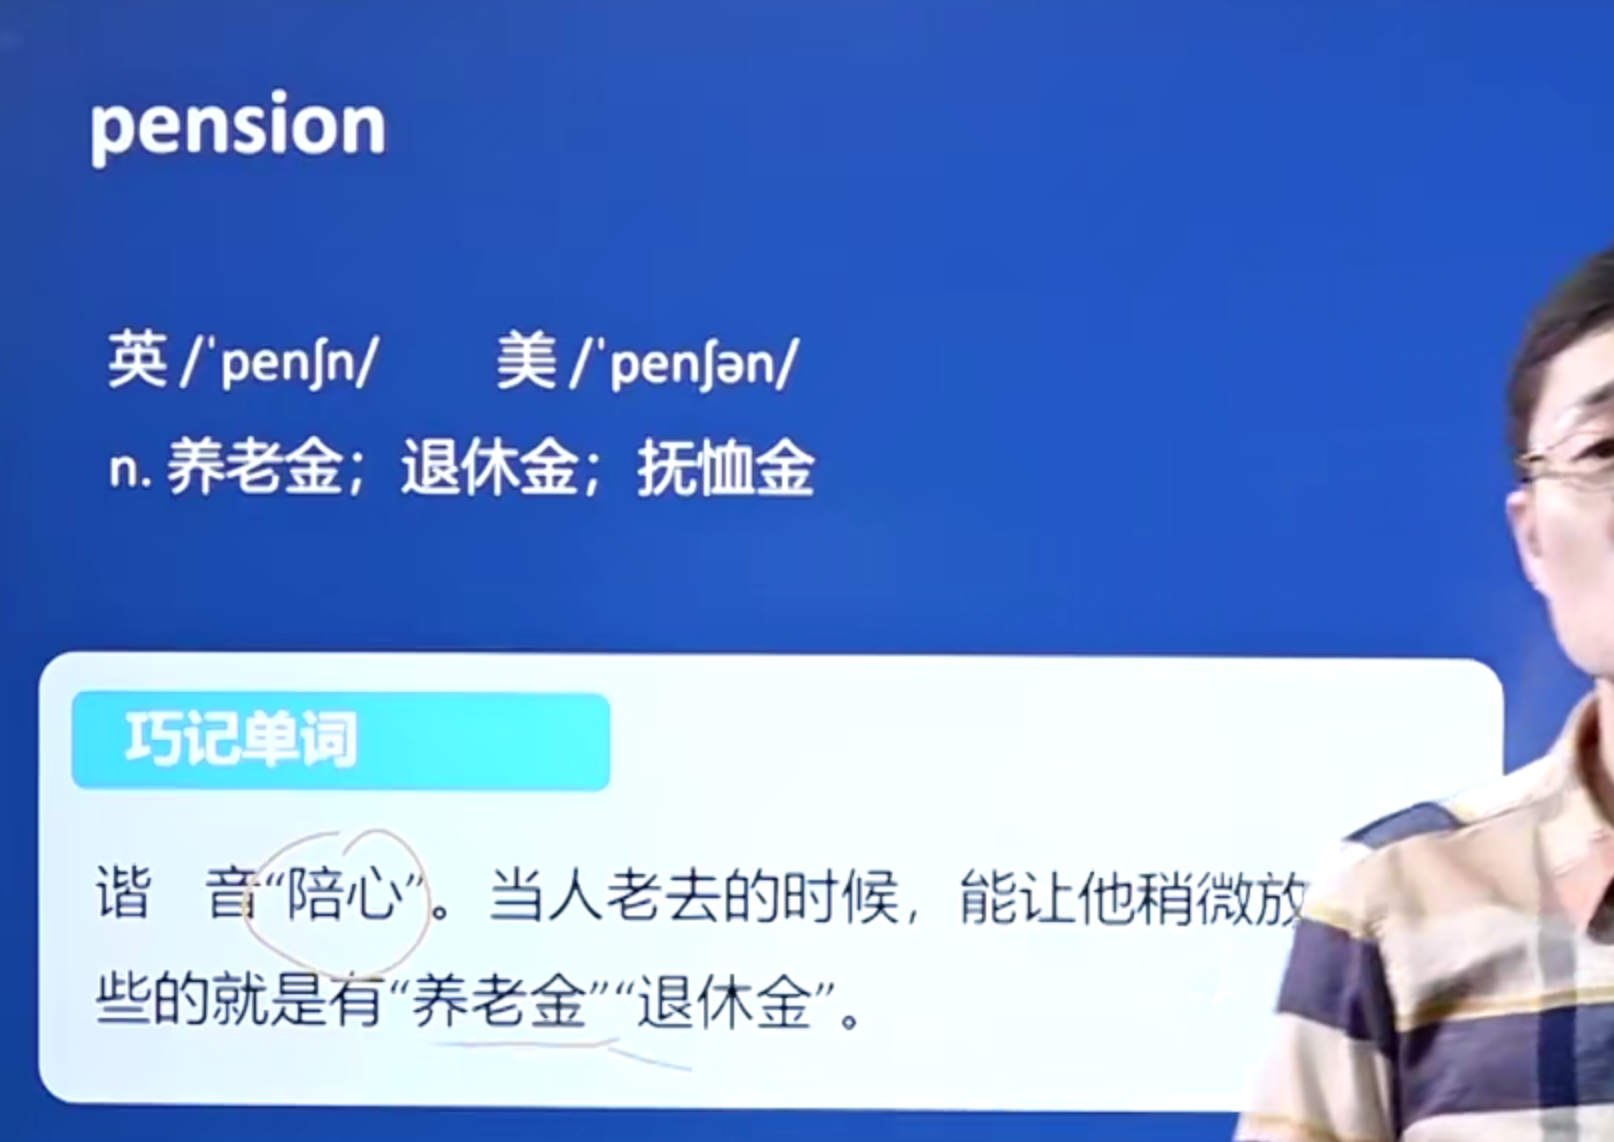 pension
英 /ˈpenʃn/ 美 /ˈpenʃən/
n. 养老金；退休金；抚恤金
巧记单词
谐 音“陪心”。当人老去的时候，能让他稍微放
些的就是有“养老金”“退休金”。